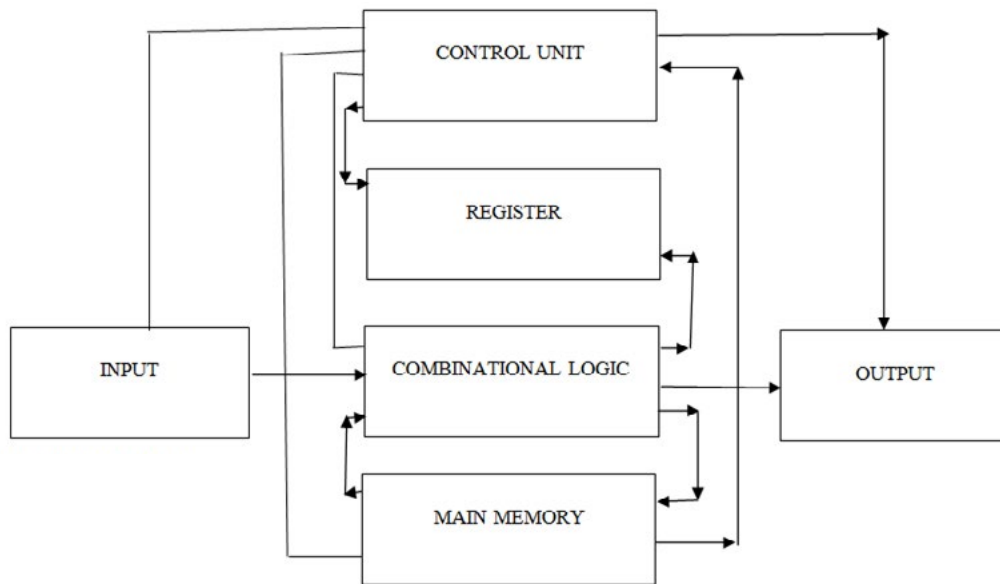 CONTROL UNIT
REGISTER
INPUT
COMBINATIONAL LOGIC
OUTPUT
MAIN MEMORY